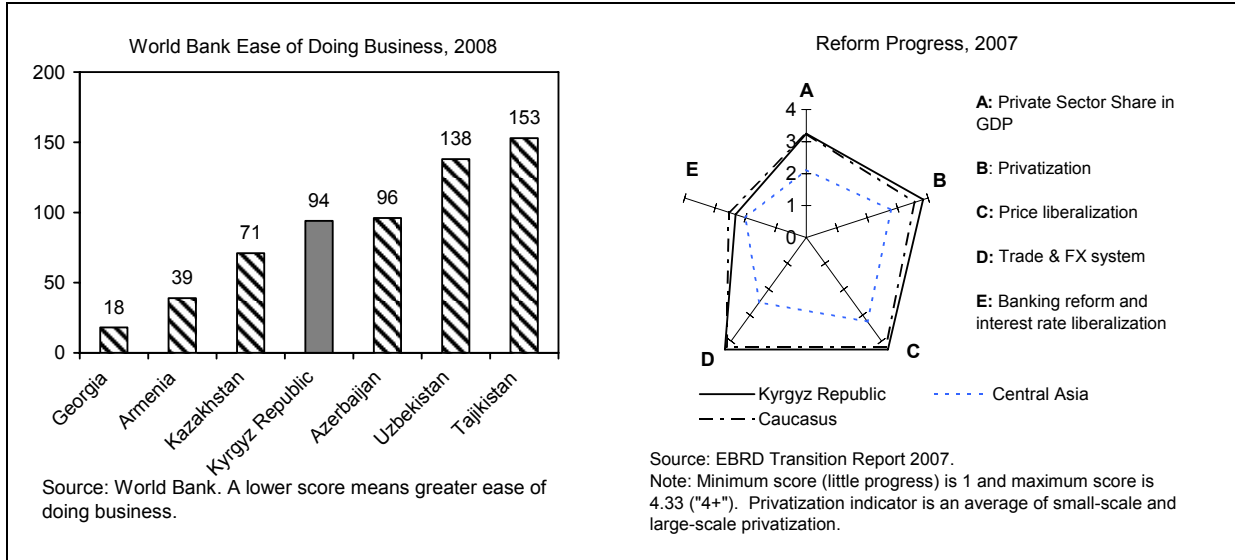 World Bank Ease of Doing Business, 2008
200
150
100
50
0
18
39
71
94
96
138
153
Georgia
Armenia
Kazakhstan
Kyrgyz Republic
Azerbaijan
Uzbekistan
Tajikistan
Source: World Bank. A lower score means greater ease of
doing business.
Reform Progress, 2007
A
4
3
2
1
0
B
C
D
E
A: Private Sector Share in
GDP
B: Privatization
C: Price liberalization
D: Trade & FX system
E: Banking reform and
interest rate liberalization
Kyrgyz Republic
Central Asia
Caucasus
Source: EBRD Transition Report 2007.
Note: Minimum score (little progress) is 1 and maximum score is
4.33 ("4+").  Privatization indicator is an average of small-scale and
large-scale privatization.